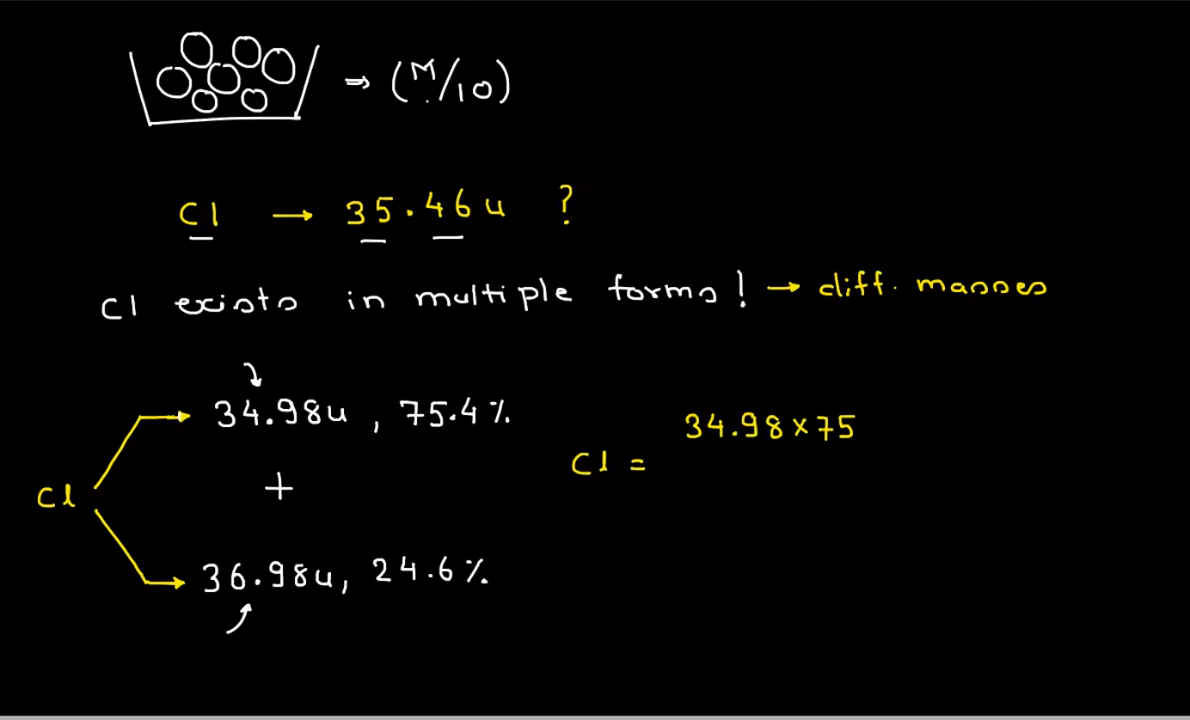 ⇒ (M/10)
Cl → 35.46u ?
Cl exists in multiple forms! → diff. masses
34.98u, 75.4%
34.98×75
Cl =
+
Cl
36.98u, 24.6%